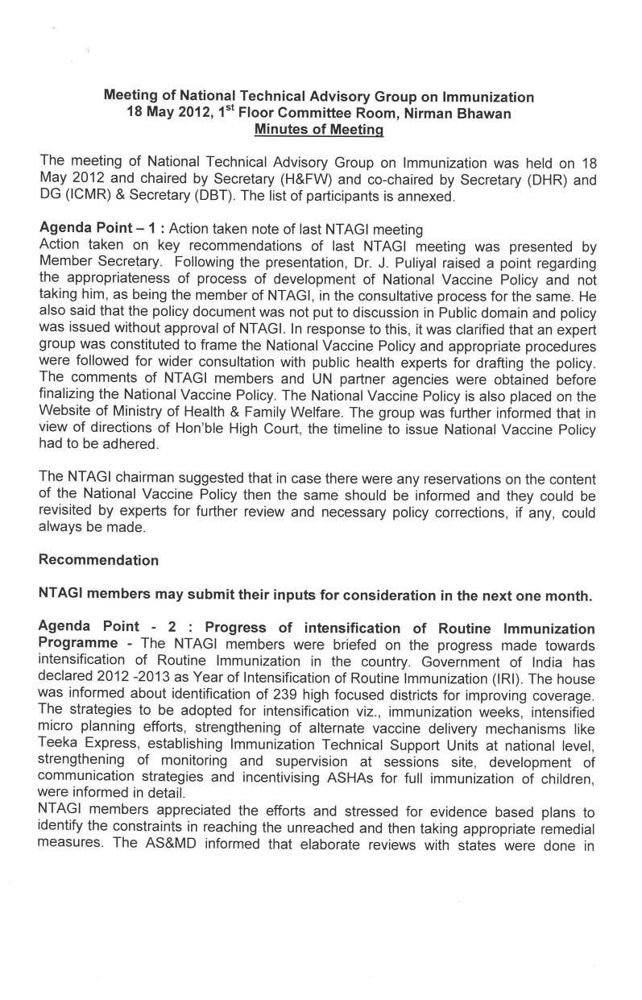 Meeting of National Technical Advisory Group on Immunization
18 May 2012, 1st Floor Committee Room, Nirman Bhawan
Minutes of Meeting
The meeting of National Technical Advisory Group on Immunization was held on 18
May 2012 and chaired by Secretary (H&FW) and co-chaired by Secretary (DHR) and
DG (ICMR) & Secretary (DBT). The list of participants is annexed.
Agenda Point – 1 : Action taken note of last NTAGI meeting
Action taken on key recommendations of last NTAGI meeting was presented by
Member Secretary. Following the presentation, Dr. J. Puliyal raised a point regarding
the appropriateness of process of development of National Vaccine Policy and not
taking him, as being the member of NTAGI, in the consultative process for the same. He
also said that the policy document was not put to discussion in Public domain and policy
was issued without approval of NTAGI. In response to this, it was clarified that an expert
group was constituted to frame the National Vaccine Policy and appropriate procedures
were followed for wider consultation with public health experts for drafting the policy.
The comments of NTAGI members and UN partner agencies were obtained before
finalizing the National Vaccine Policy. The National Vaccine Policy is also placed on the
Website of Ministry of Health & Family Welfare. The group was further informed that in
view of directions of Hon'ble High Court, the timeline to issue National Vaccine Policy
had to be adhered.
The NTAGI chairman suggested that in case there were any reservations on the content
of the National Vaccine Policy then the same should be informed and they could be
revisited by experts for further review and necessary policy corrections, if any, could
always be made.
Recommendation
NTAGI members may submit their inputs for consideration in the next one month.
Agenda Point - 2 : Progress of intensification of Routine Immunization
Programme - The NTAGI members were briefed on the progress made towards
intensification of Routine Immunization in the country. Government of India has
declared 2012 -2013 as Year of Intensification of Routine Immunization (IRI). The house
was informed about identification of 239 high focused districts for improving coverage.
The strategies to be adopted for intensification viz., immunization weeks, intensified
micro planning efforts, strengthening of alternate vaccine delivery mechanisms like
Teeka Express, establishing Immunization Technical Support Units at national level,
strengthening of monitoring and supervision at sessions site, development of
communication strategies and incentivising ASHAs for full immunization of children,
were informed in detail.
NTAGI members appreciated the efforts and stressed for evidence based plans to
identify the constraints in reaching the unreached and then taking appropriate remedial
measures. The AS&MD informed that elaborate reviews with states were done in